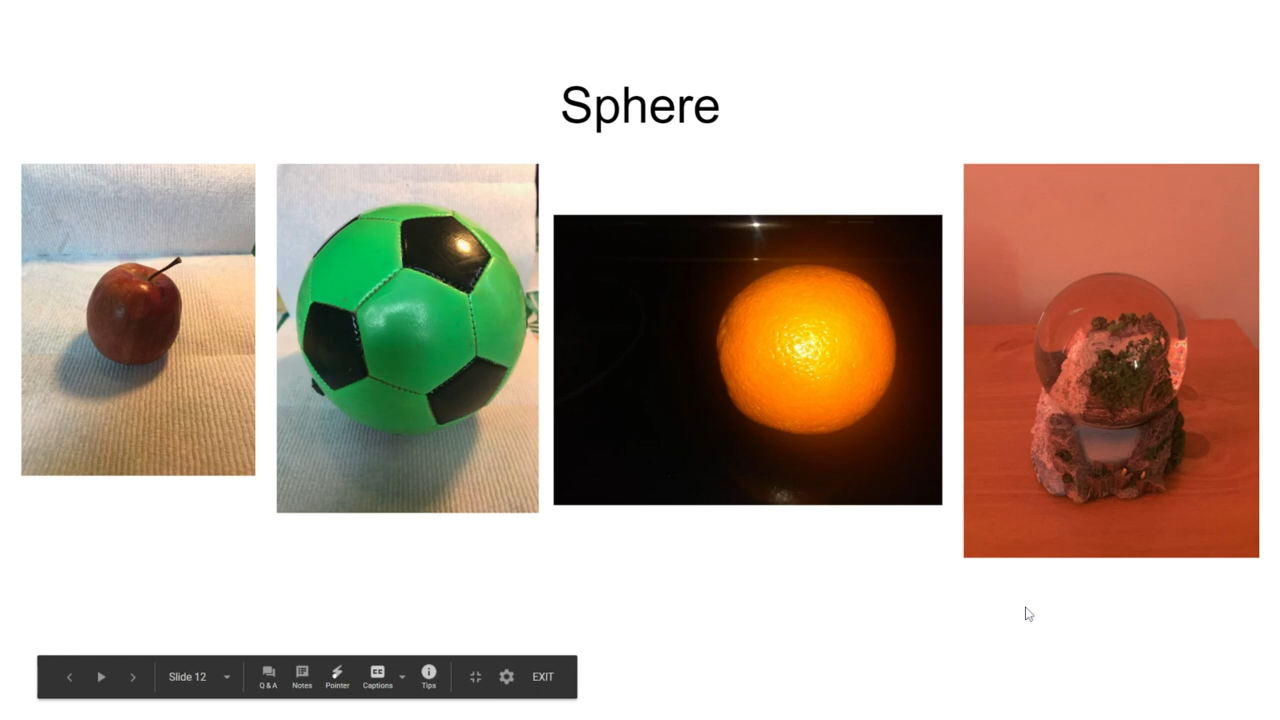 Sphere
Slide 12
Q & A
Notes
Pointer
CC
Captions
Tips
EXIT